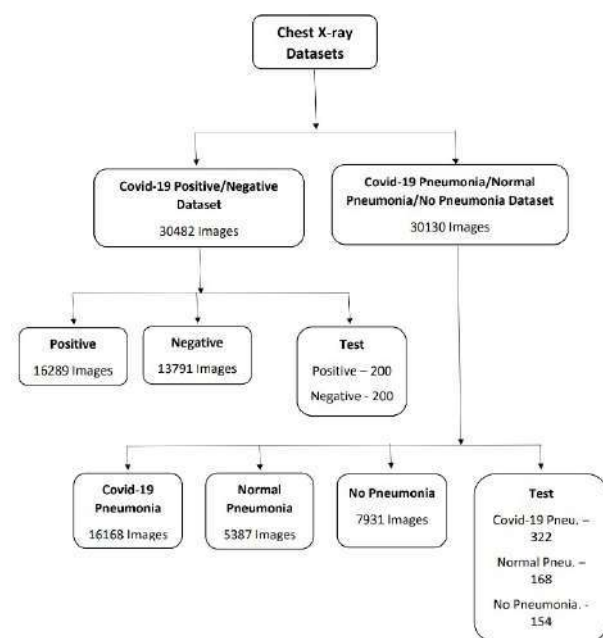 Chest X-ray
Datasets
Covid-19 Positive/Negative
Dataset
30482 Images
Covid-19 Pneumonia/Normal
Pneumonia/No Pneumonia Dataset
30130 Images
Positive
16289 Images
Negative
13791 Images
Test
Positive – 200
Negative - 200
Covid-19
Pneumonia
16168 Images
Normal
Pneumonia
5387 Images
No Pneumonia
7931 Images
Test
Covid-19 Pneu. –
322
Normal Pneu. –
168
No Pneumonia. -
154